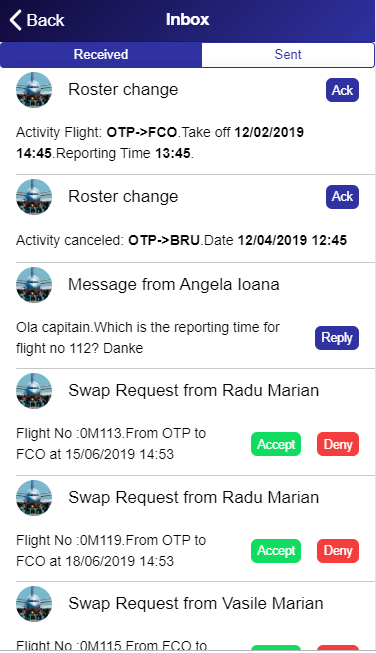 Back
Inbox
Received
Sent
Roster change
Ack
Activity Flight: OTP->FCO.Take off 12/02/2019
14:45.Reporting Time 13:45.
Roster change
Ack
Activity canceled: OTP->BRU.Date 12/04/2019 12:45
Message from Angela Ioana
Ola capitain.Which is the reporting time for
flight no 112? Danke
Reply
Swap Request from Radu Marian
Flight No :0M113.From OTP to
FCO at 15/06/2019 14:53
Accept
Deny
Swap Request from Radu Marian
Flight No :0M119.From OTP to
FCO at 18/06/2019 14:53
Accept
Deny
Swap Request from Vasile Marian
Flight No :0M115.From FCO to